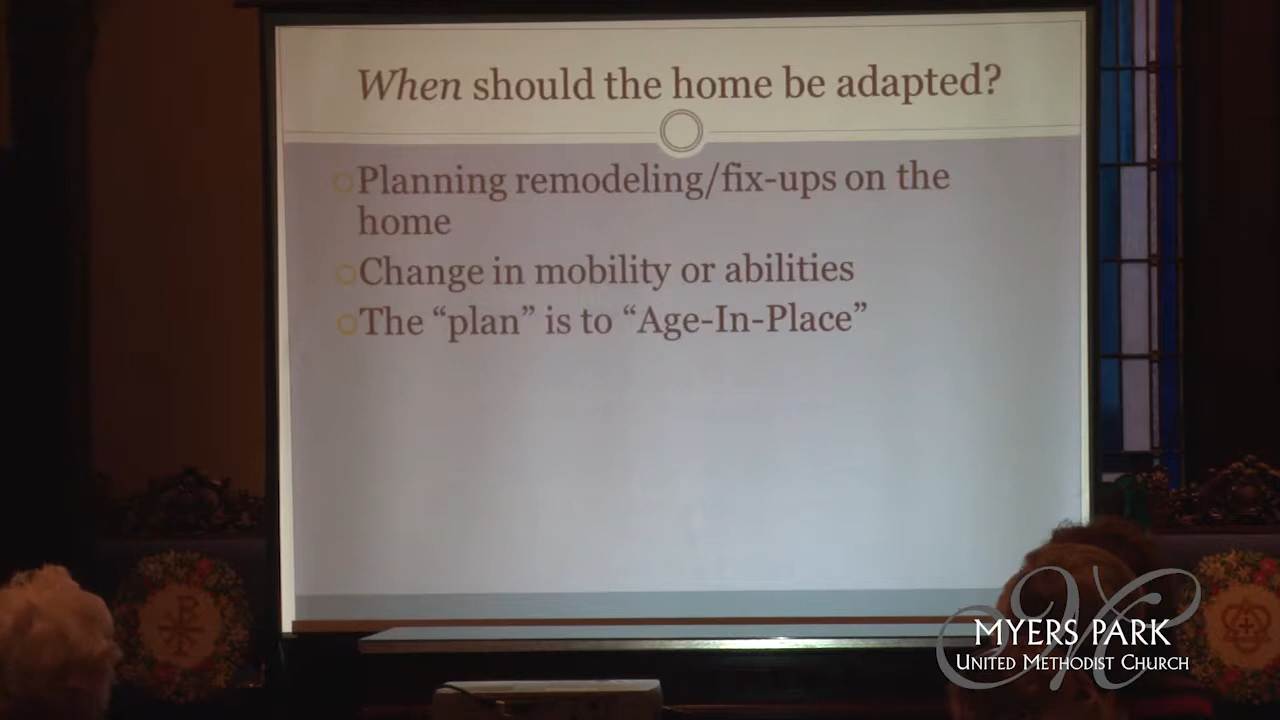 When should the home be adapted?
Planning remodeling/fix-ups on the
home
Change in mobility or abilities
The “plan” is to “Age-In-Place”
MYERS PARK
UNITED METHODIST CHURCH